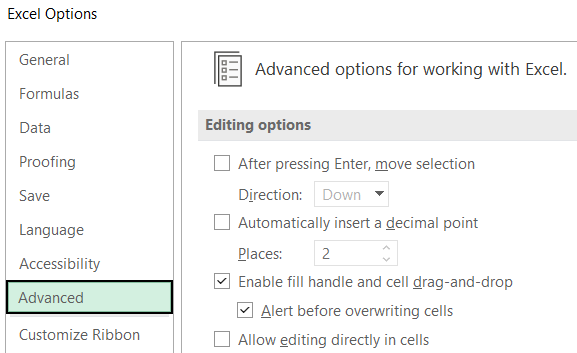 Excel Options
General
Formulas
Data
Proofing
Save
Language
Accessibility
Advanced
Customize Ribbon
Advanced options for working with Excel.
Editing options
After pressing Enter, move selection
Direction: Down
Automatically insert a decimal point
Places: 2
Enable fill handle and cell drag-and-drop
Alert before overwriting cells
Allow editing directly in cells